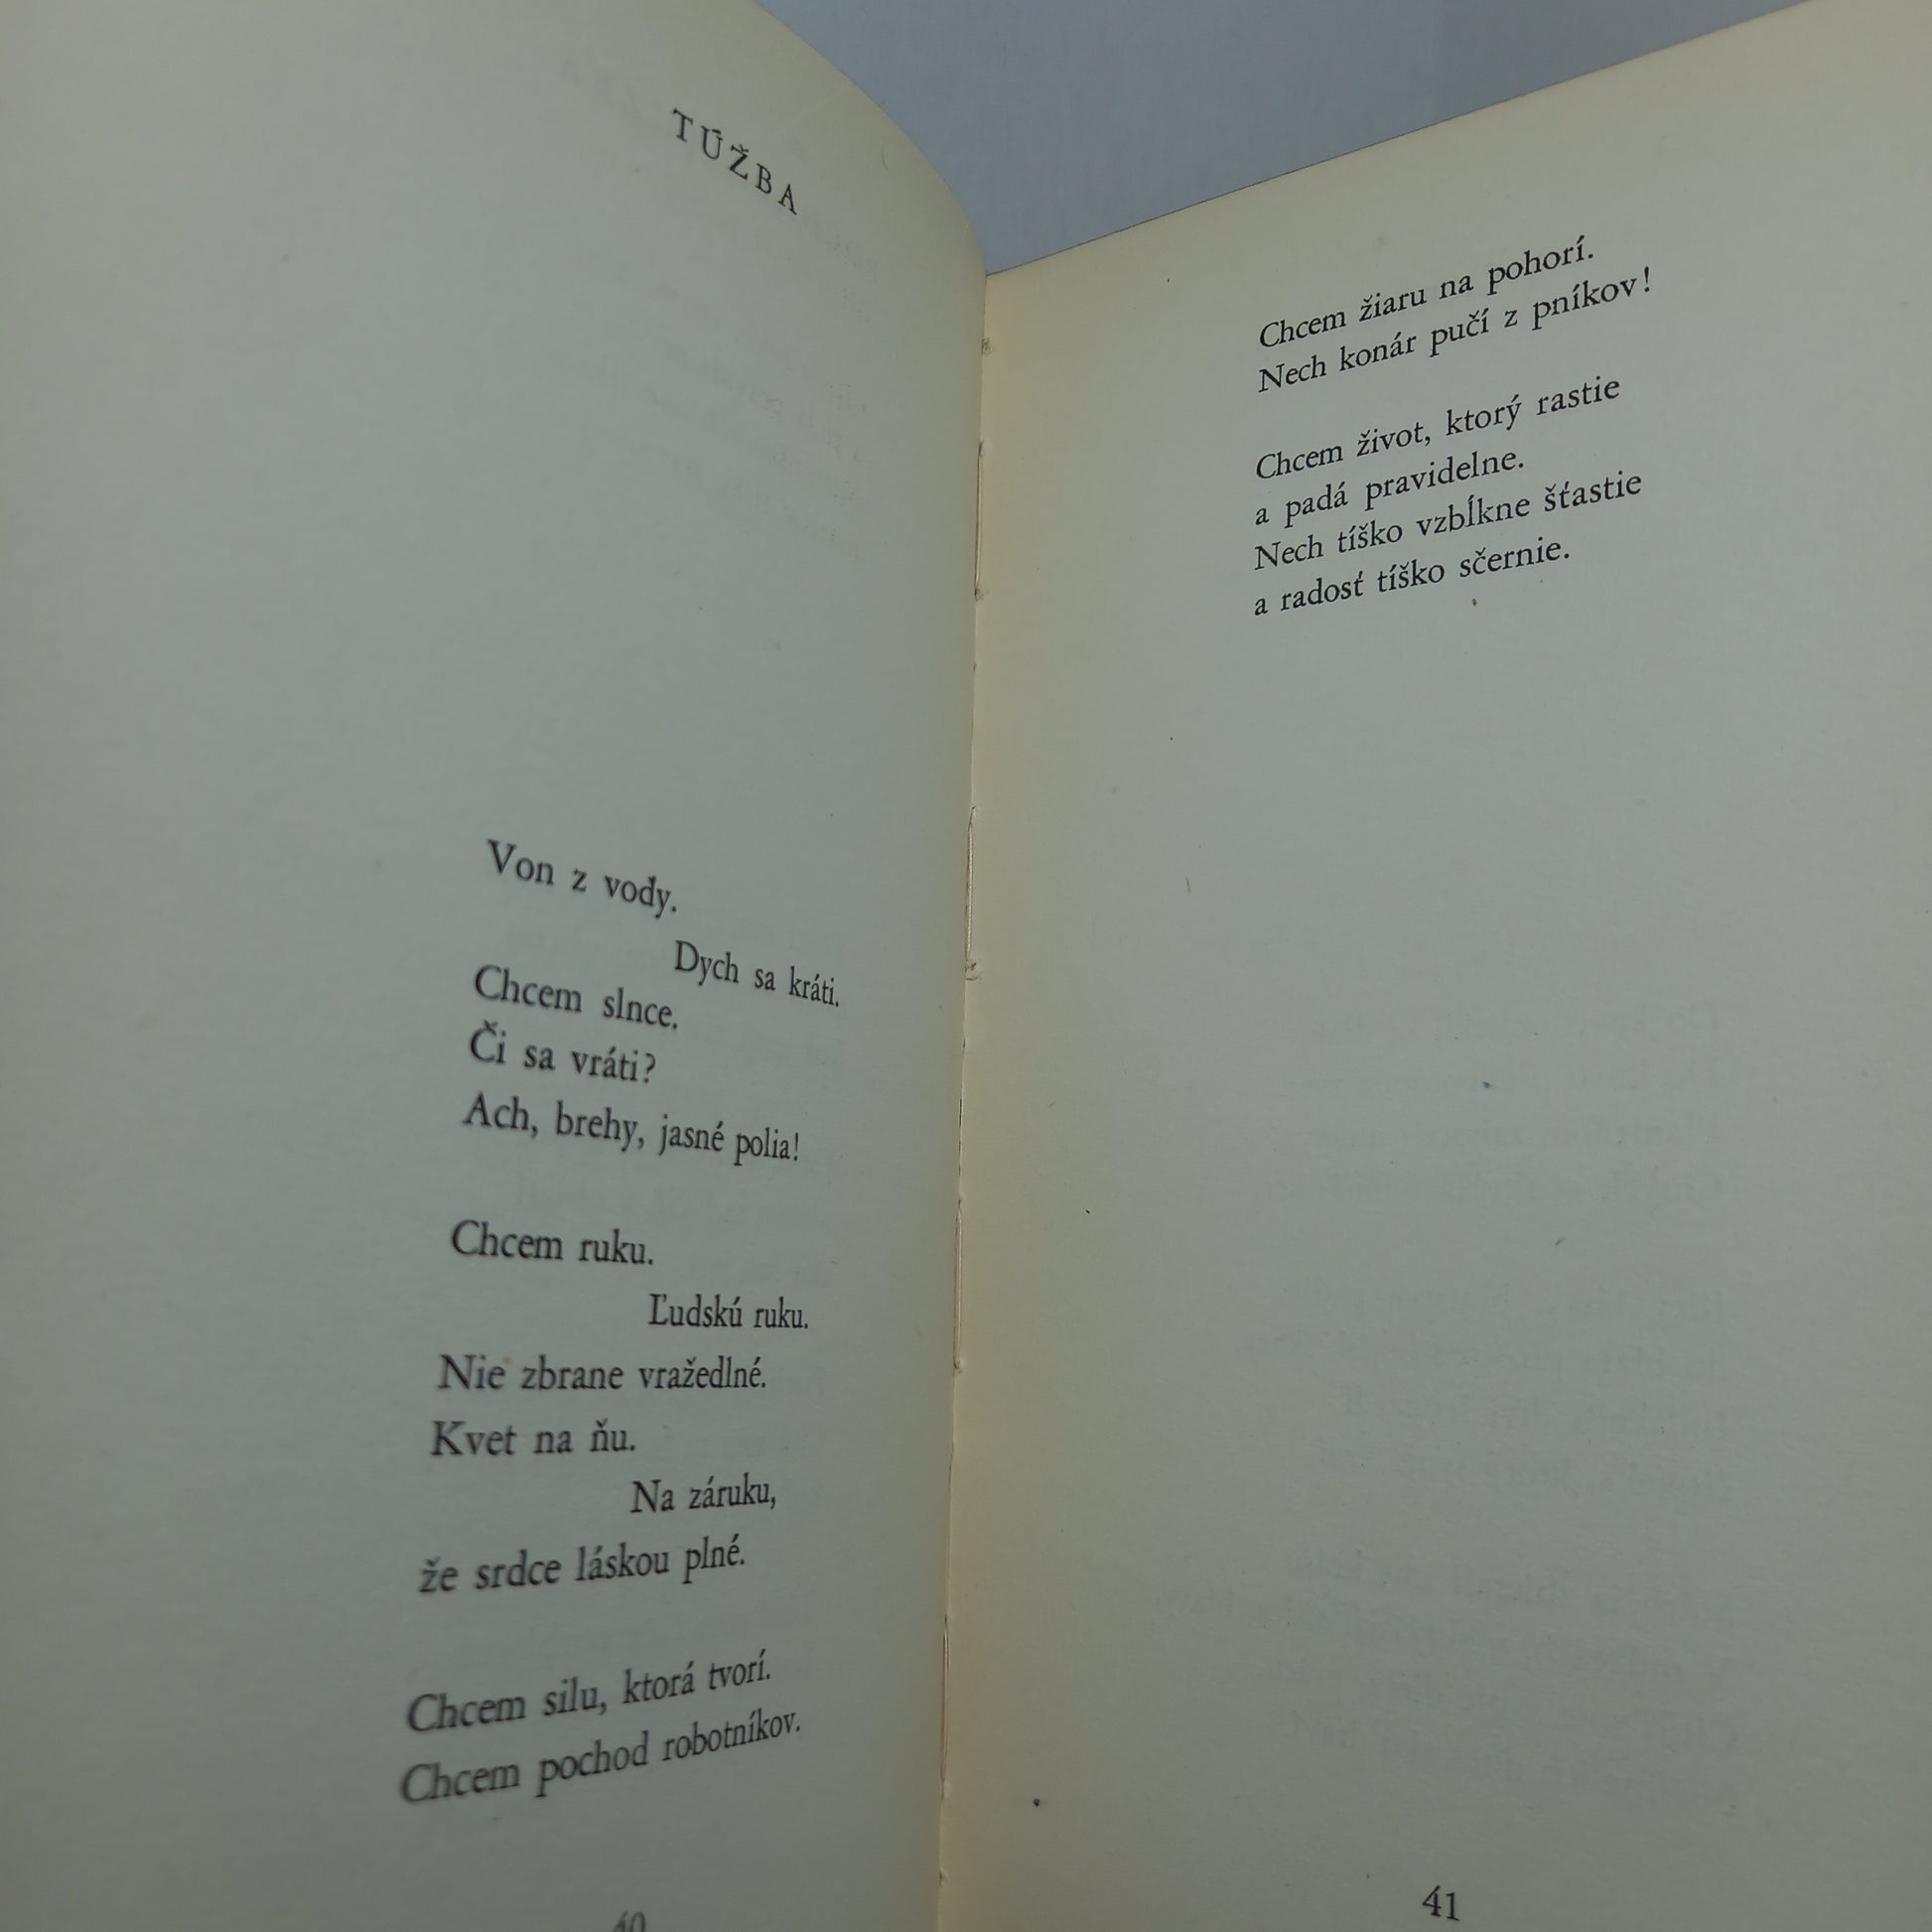 TÚŽBA
Von z vody.
Dych sa kráti.
Chcem slnce.
Či sa vráti?
Ach, brehy, jasné polia!
Chcem ruku.
Ľudskú ruku.
Nie zbrane vražedlné.
Kvet na ňu.
Na záruku,
že srdce láskou plné.
Chcem silu, ktorá tvorí.
Chcem pochod robotníkov.
40
Chcem žiaru na pohorí.
Nech konár pučí z pníkov!
Chcem život, ktorý rastie
a padá pravidelne.
Nech tíško vzbĺkne šťastie
a radosť tíško sčernie.
41